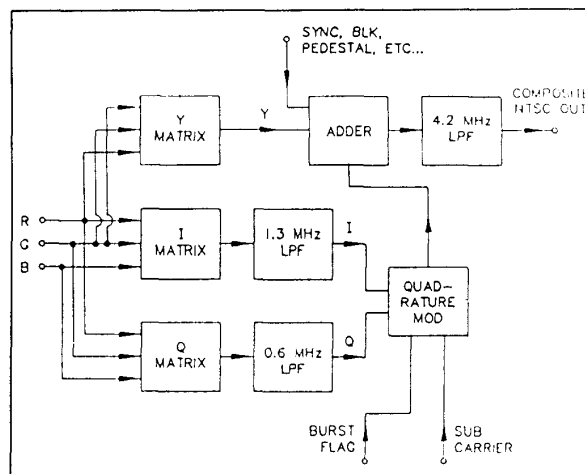 SYNC, BLK,
PEDESTAL, ETC...
COMPOSITE
NTSC OUT
Y
MATRIX
Y
ADDER
4.2 MHz
LPF
R
G
B
I
MATRIX
1.3 MHz
LPF
I
QUAD-
RATURE
MOD
Q
MATRIX
0.6 MHz
LPF
Q
BURST
FLAG
SUB
CARRIER